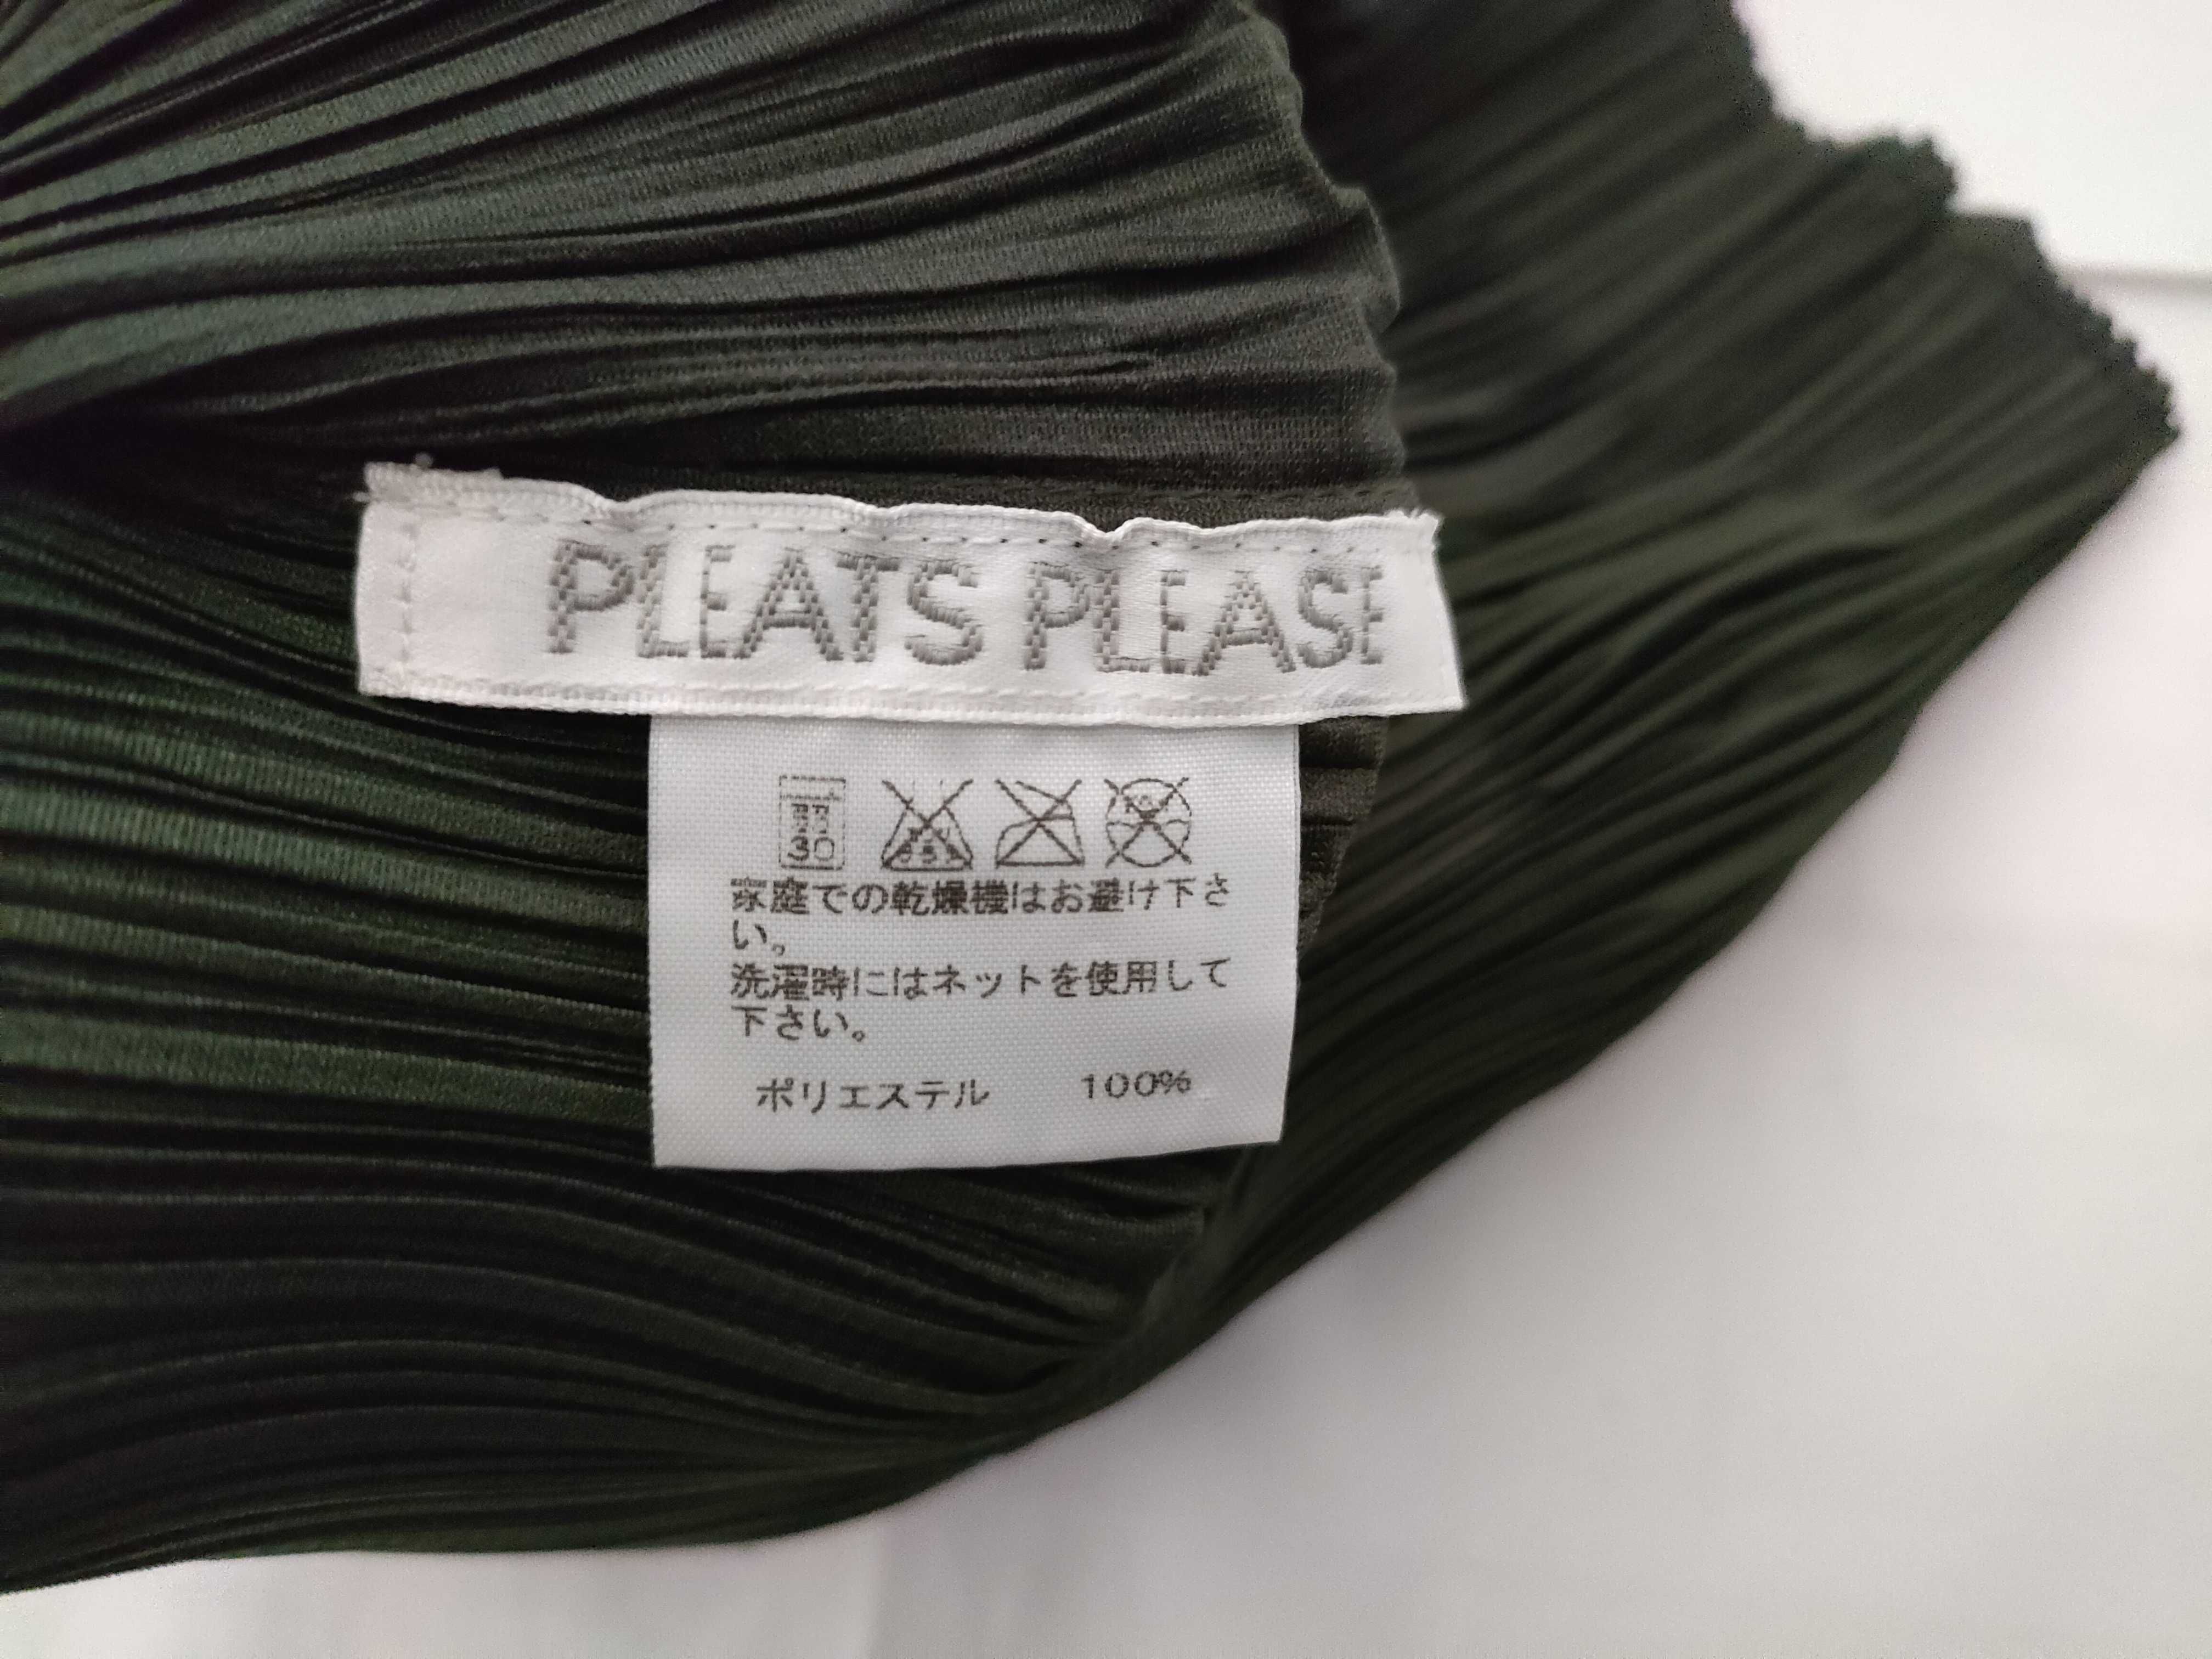 PLEATS PLEASE
30
家庭での乾燥機はお避け下さ
い。
洗濯時にはネットを使用して
下さい。
ポリエステル 100%